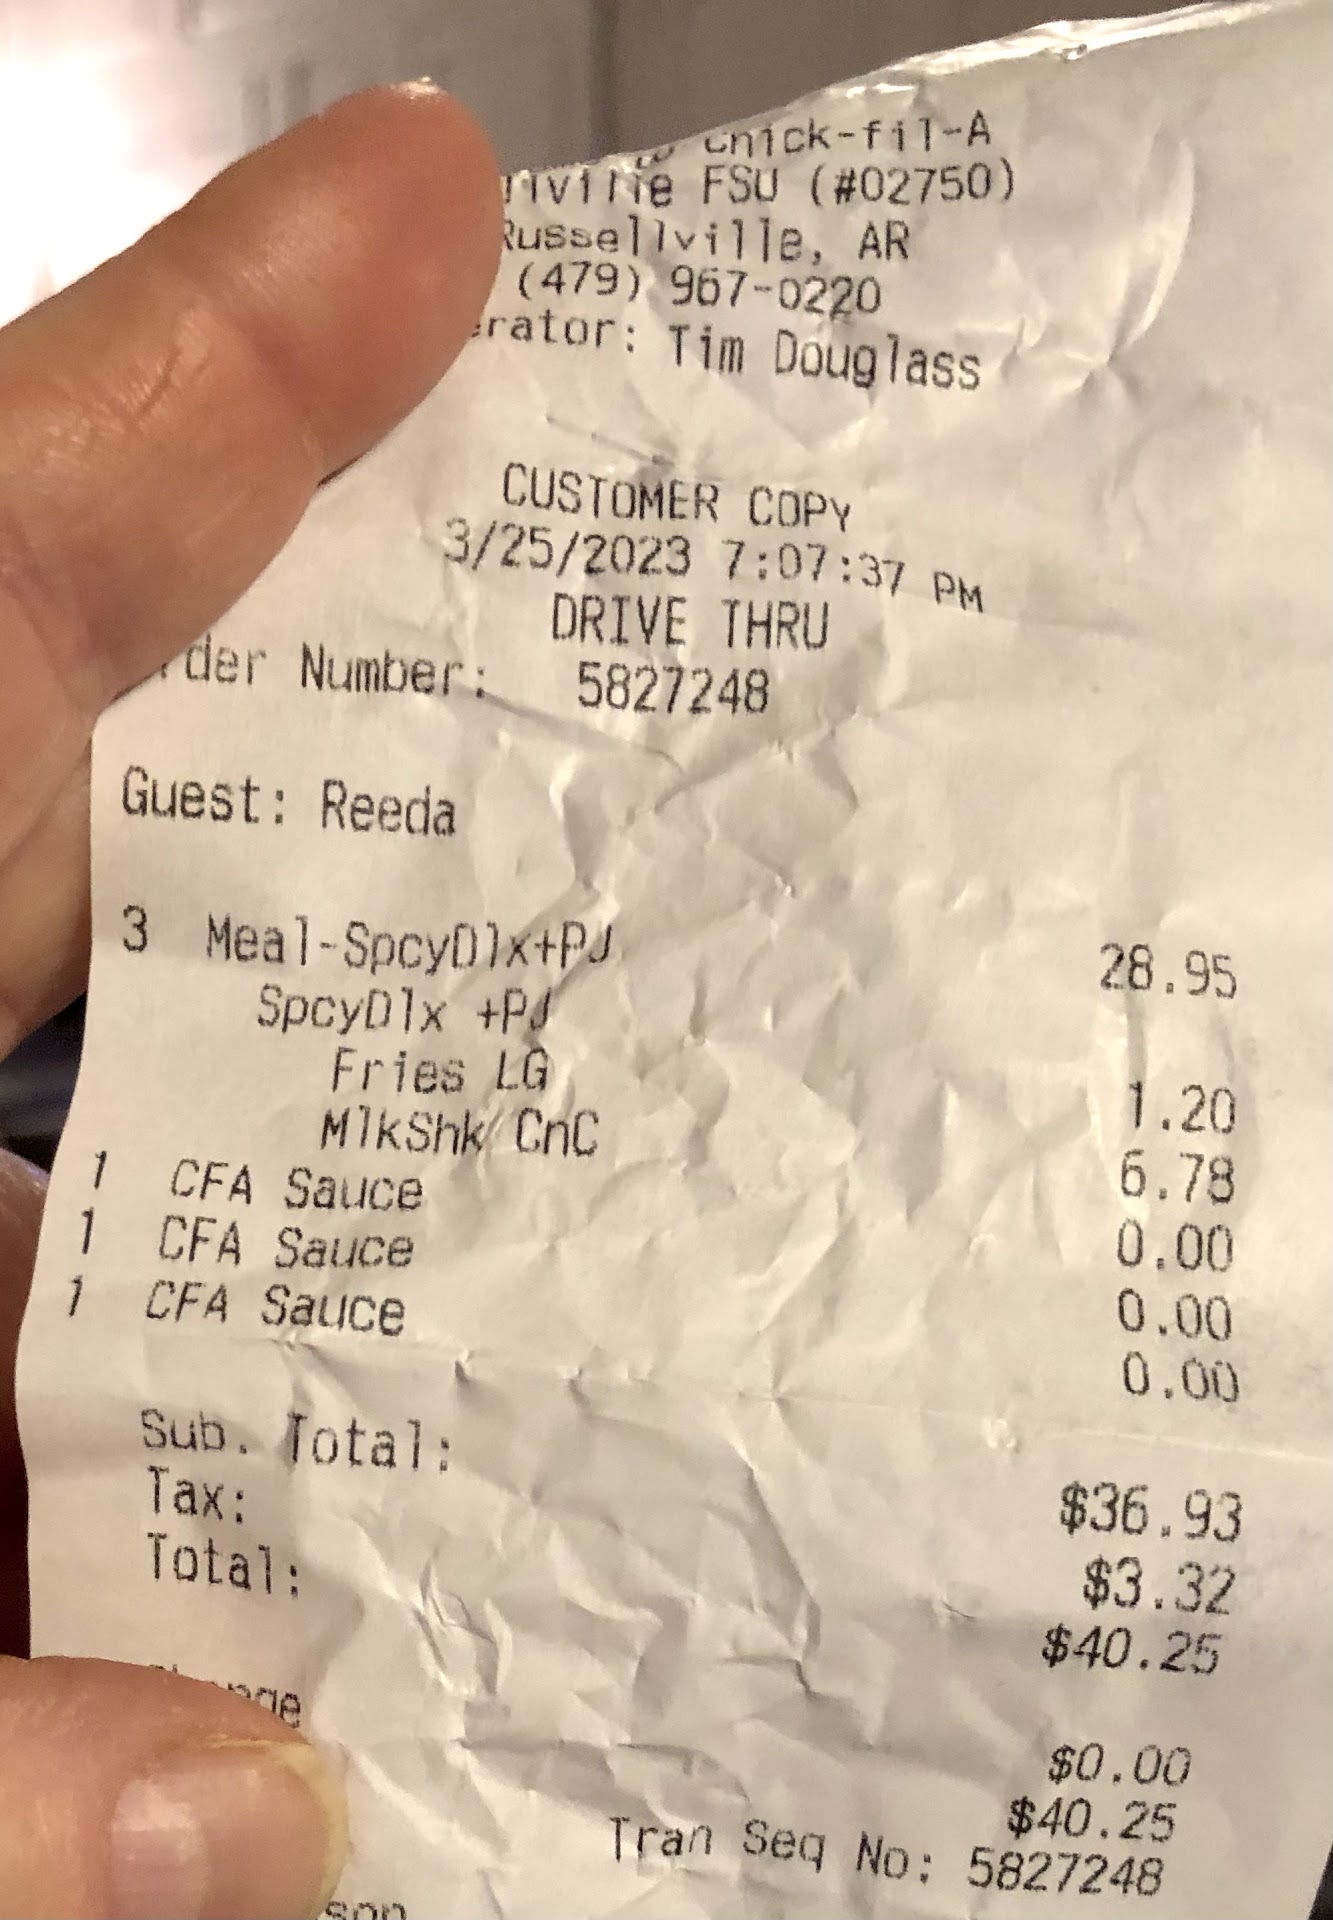 Chick-fil-A
FSU (#02750)
Russellville, AR
(479) 967-0220
erator: Tim Douglass
CUSTOMER COPY
3/25/2023 7:07:37 PM
DRIVE THRU
rder Number: 5827248
Guest: Reeda
3 Meal-SpcyDlx+PJ 28.95
SpcyDlx +PJ
Fries LG 1.20
MlkShk CnC 6.78
1 CFA Sauce 0.00
1 CFA Sauce 0.00
1 CFA Sauce 0.00
Sub. Total: $36.93
Tax: $3.32
Total: $40.25
$0.00
$40.25
Tran Seq No: 5827248